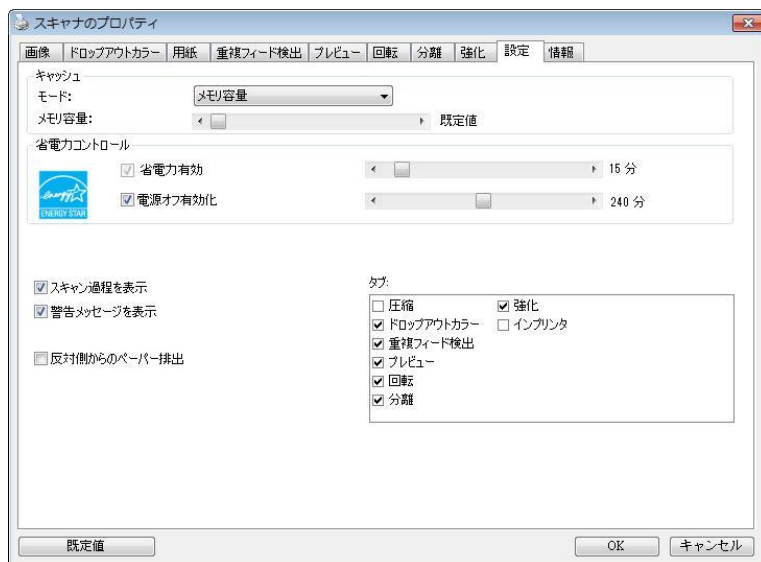 スキャナのプロパティ
画像 ドロップアウトカラー 用紙 重複フィード検出 プレビュー 回転 分離 強化 設定 情報
キャッシュ
モード: メモリ容量
メモリ容量: 既定値
省電力コントロール
省電力有効 15 分
energy
ENERGY STAR
電源オフ有効化 240 分
スキャン過程を表示
警告メッセージを表示
反対側からのペーパー排出
タブ:
圧縮 強化
ドロップアウトカラー インプリンタ
重複フィード検出
プレビュー
回転
分離
既定値 OK キャンセル